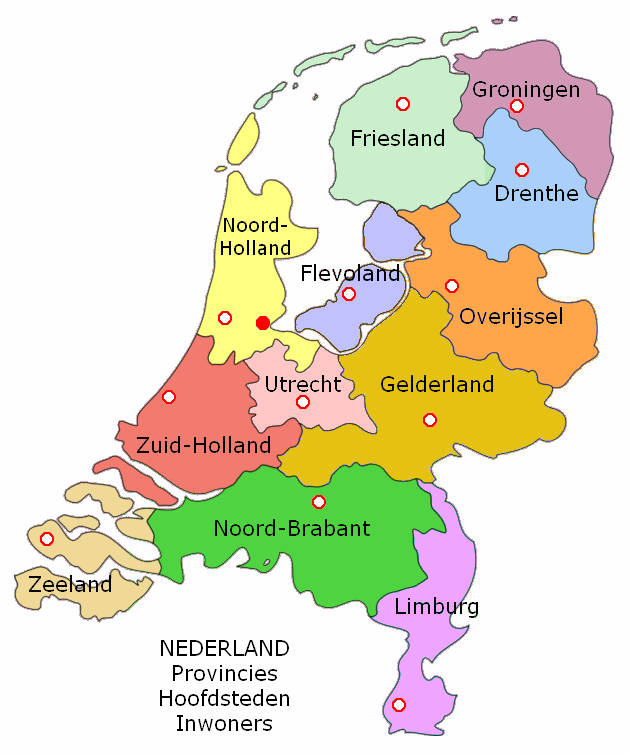 Groningen
Friesland
Drenthe
Noord-
Holland
Flevoland
Overijssel
Utrecht
Gelderland
Zuid-Holland
Noord-Brabant
Zeeland
Limburg
NEDERLAND
Provincies
Hoofdsteden
Inwoners